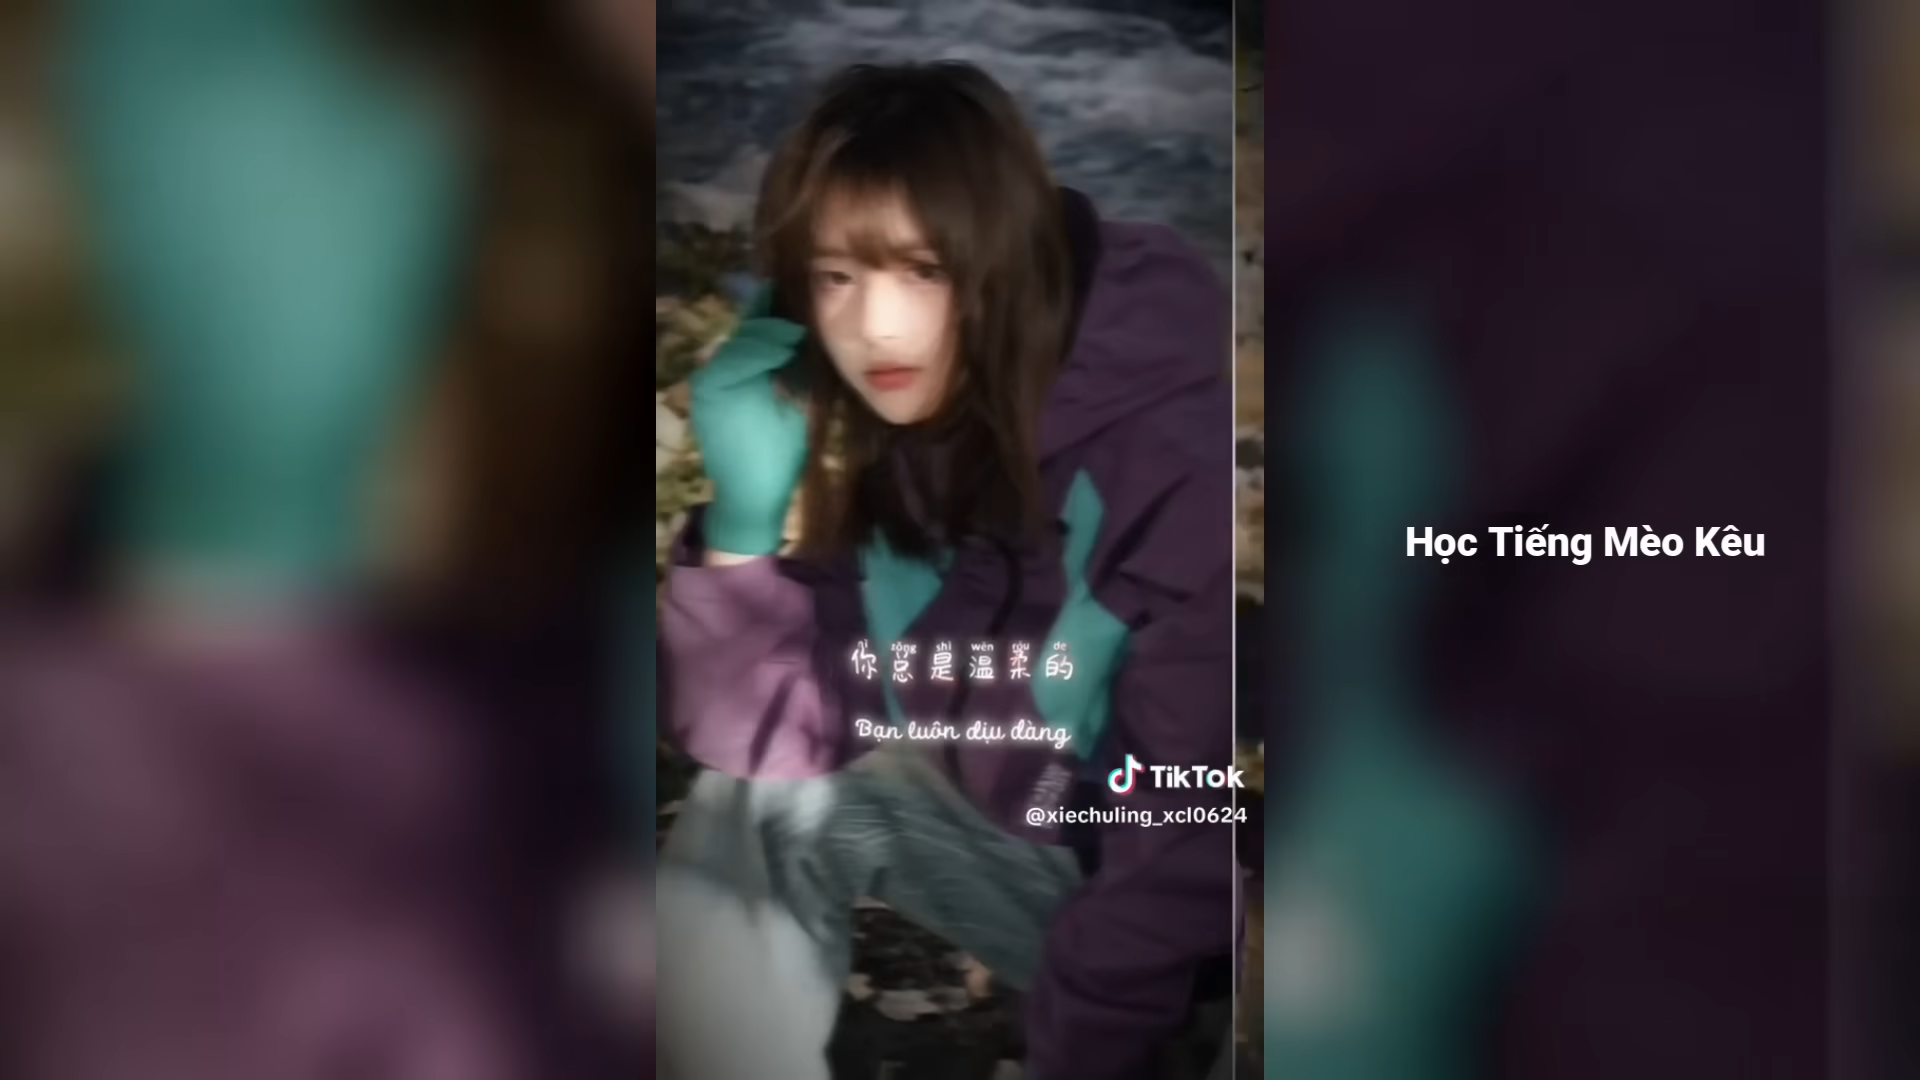 nǐ zǒng shì wēn róu de
你总是温柔的
Bạn luôn dịu dàng
TikTok
@xiechuling_xcl0624
Học Tiếng Mèo Kêu